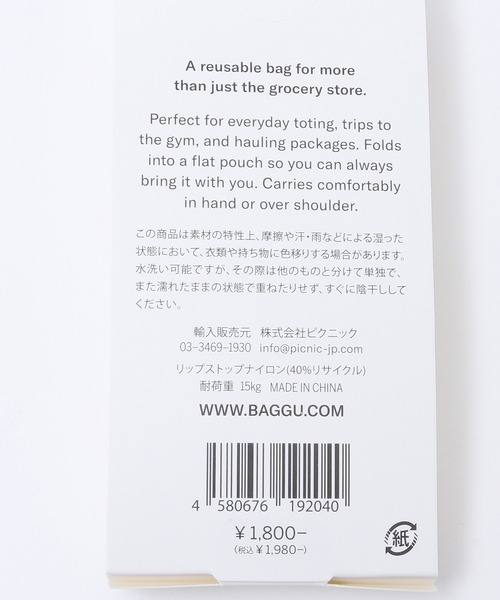 A reusable bag for more
than just the grocery store.
Perfect for everyday toting, trips to
the gym, and hauling packages. Folds
into a flat pouch so you can always
bring it with you. Carries comfortably
in hand or over shoulder.
この商品は素材の特性上、摩擦や汗・雨などによる湿った
状態において、衣類や持ち物に色移りする場合があります。
水洗い可能ですが、その際は他のものと分けて単独で、
また濡れたままの状態で重ねたりせず、すぐに陰干しして
ください。
輸入販売元 株式会社ピクニック
03-3469-1930 info@picnic-jp.com
リップストップナイロン(40%リサイクル)
耐荷重 15kg MADE IN CHINA
WWW.BAGGU.COM
4 580676 192040
¥1,800-
(税込¥1,980-)
紙